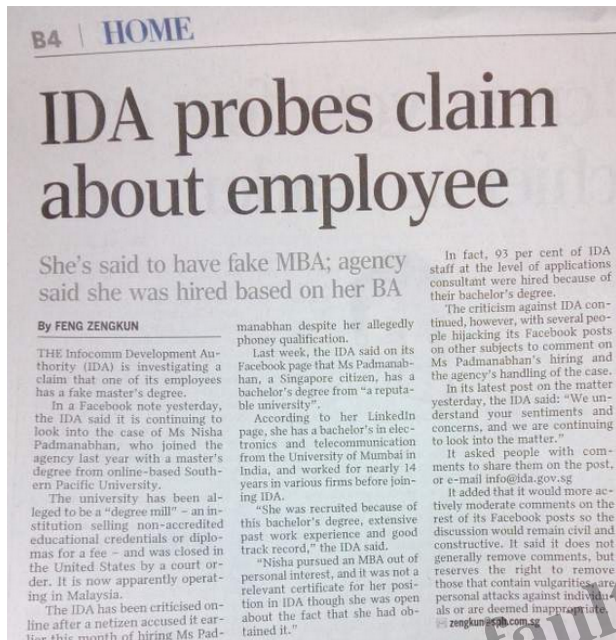 B4 | HOME
IDA probes claim
about employee
She's said to have fake MBA; agency
said she was hired based on her BA
By FENG ZENGKUN
THE Infocomm Development Au-
thority (IDA) is investigating a
claim that one of its employees
has a fake master's degree.
In a Facebook note yesterday,
the IDA said it is continuing to
look into the case of Ms Nisha
Padmanabhan, who joined the
agency last year with a master's
degree from online-based South-
ern Pacific University.
The university has been al-
leged to be a "degree mill" – an in-
stitution selling non-accredited
educational credentials or diplo-
mas for a fee – and was closed in
the United States by a court or-
der. It is now apparently operat-
ing in Malaysia.
The IDA has been criticised on-
line after a netizen accused it ear-
lier this month of hiring Ms Pad-
manabhan despite her allegedly
phoney qualification.
Last week, the IDA said on its
Facebook page that Ms Padmanab-
han, a Singapore citizen, has a
bachelor's degree from "a reputa-
ble university".
According to her LinkedIn
page, she has a bachelor's in elec-
tronics and telecommunication
from the University of Mumbai in
India, and worked for nearly 14
years in various firms before join-
ing IDA.
"She was recruited because of
this bachelor's degree, extensive
past work experience and good
track record," the IDA said.
"Nisha pursued an MBA out of
personal interest, and it was not a
relevant certificate for her posi-
tion in IDA though she was open
about the fact that she had ob-
tained it."
In fact, 93 per cent of IDA
staff at the level of applications
consultant were hired because of
their bachelor's degree.
The criticism against IDA con-
tinued, however, with several peo-
ple hijacking its Facebook posts
on other subjects to comment on
Ms Padmanabhan's hiring and
the agency's handling of the case.
In its latest post on the matter
yesterday, the IDA said: "We un-
derstand your sentiments and
concerns, and we are continuing
to look into the matter."
It asked people with com-
ments to share them on the post,
or e-mail info@ida.gov.sg
It added that it would more ac-
tively moderate comments on the
rest of its Facebook posts so the
discussion would remain civil and
constructive. It said it does not
generally remove comments, but
reserves the right to remove
those that contain vulgarities, are
personal attacks against individu-
als or are deemed inappropriate.
zengkun@sph.com.sg